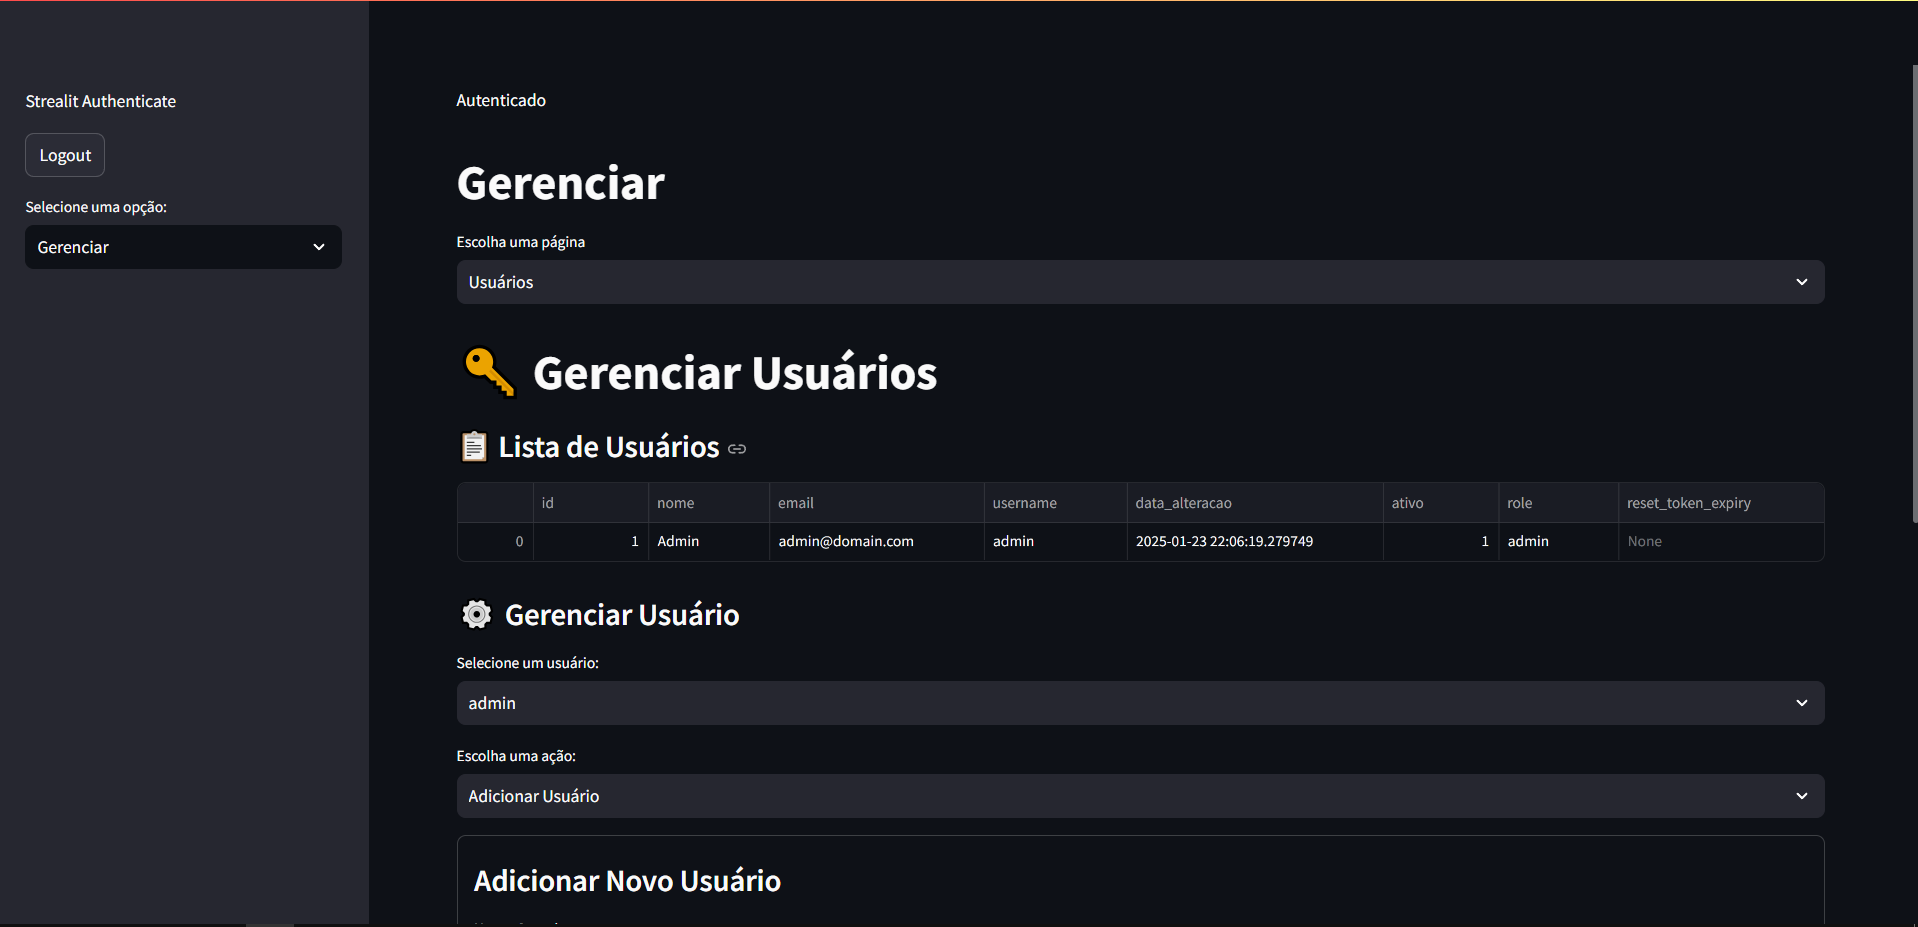 Strealit Authenticate
Logout
Selecione uma opção:
Gerenciar
Autenticado
Gerenciar
Escolha uma página
Usuários
Gerenciar Usuários
Lista de Usuários
id nome email username data_alteracao ativo role reset_token_expiry
0 1 Admin admin@domain.com admin 2025-01-23 22:06:19.279749 1 admin None
Gerenciar Usuário
Selecione um usuário:
admin
Escolha uma ação:
Adicionar Usuário
Adicionar Novo Usuário